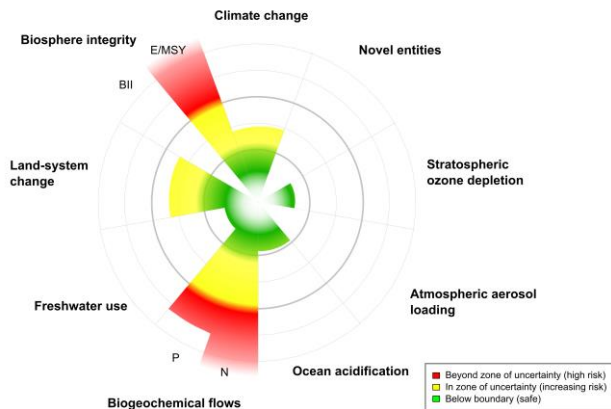 Climate change
Biosphere integrity
E/MSY
Novel entities
BII
Land-system
change
Stratospheric
ozone depletion
Freshwater use
Atmospheric aerosol
loading
P
N
Ocean acidification
Biogeochemical flows
Beyond zone of uncertainty (high risk)
In zone of uncertainty (increasing risk)
Below boundary (safe)